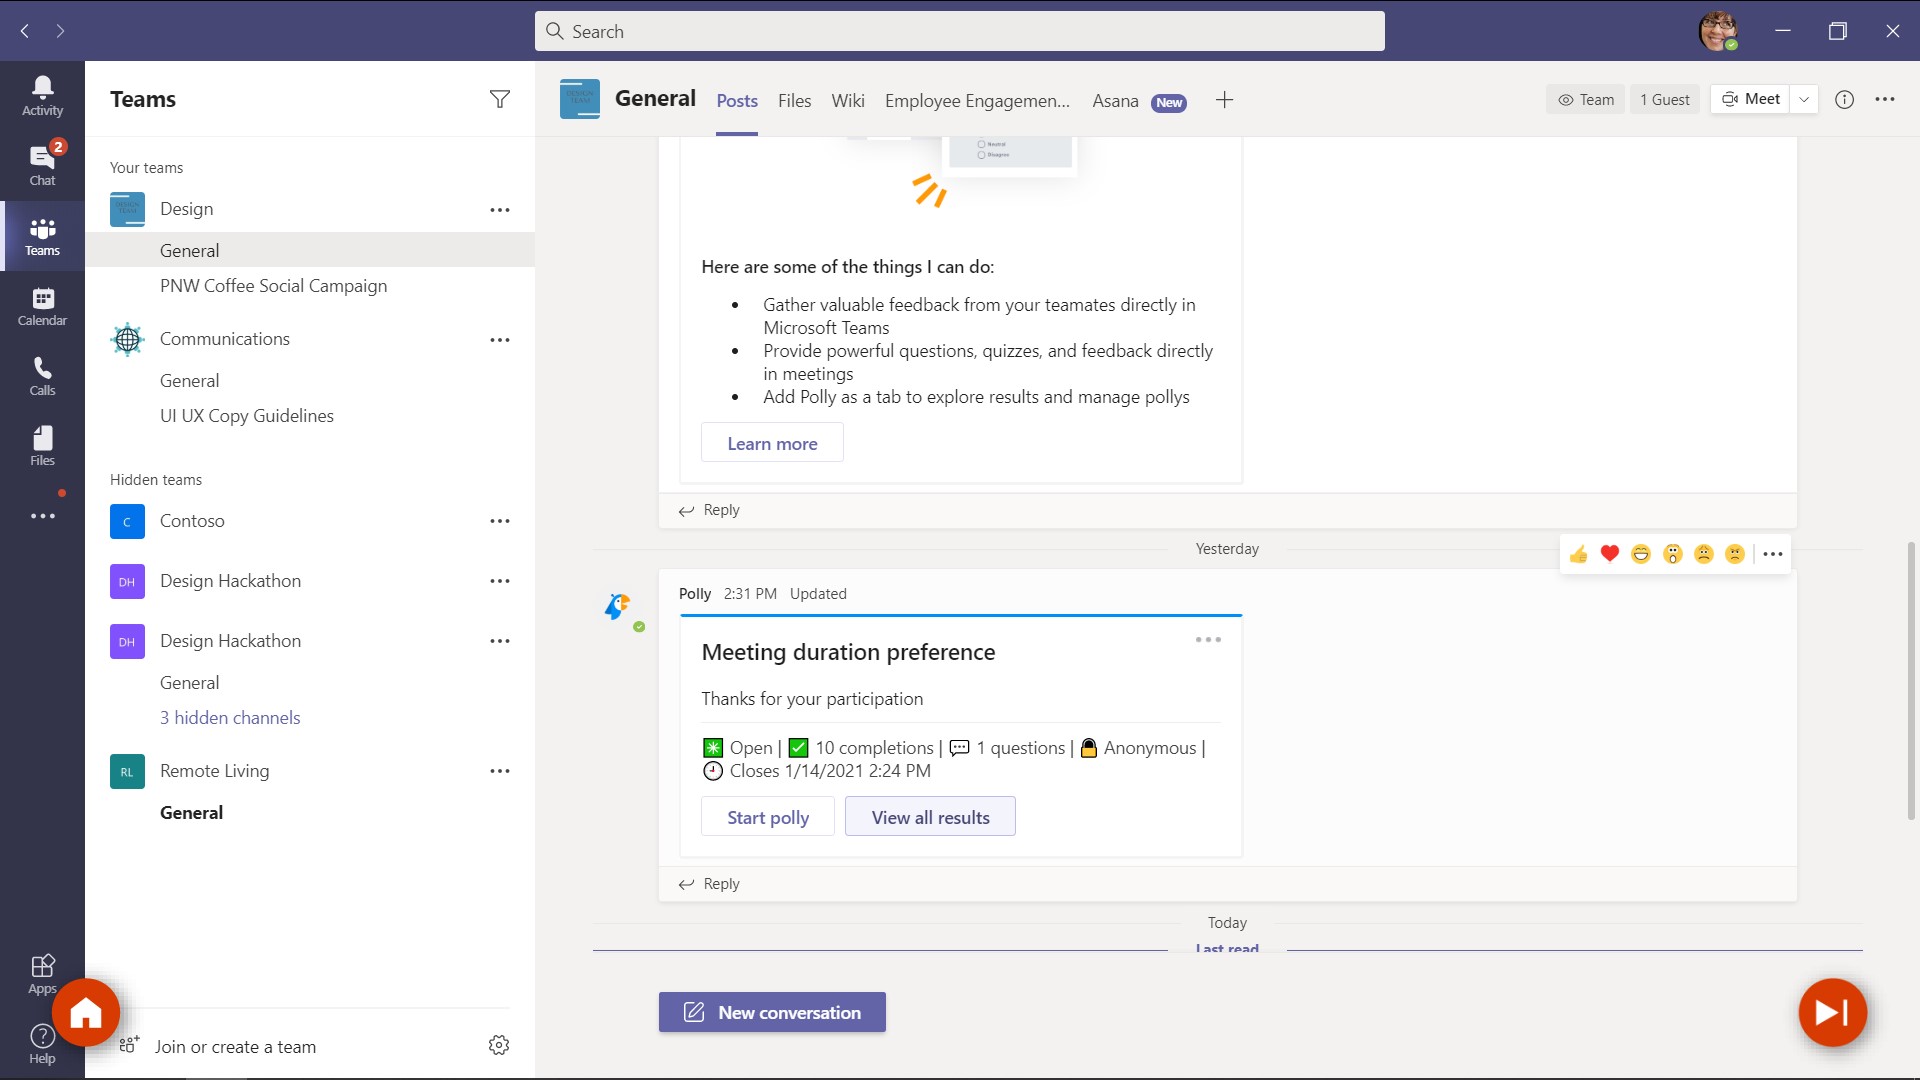 Search
Activity
2
Chat
Teams
Calendar
Calls
Files
Apps
Help
Teams
Your teams
DESIGN TEAM
Design
General
PNW Coffee Social Campaign
Communications
General
UI UX Copy Guidelines
Hidden teams
C
Contoso
DH
Design Hackathon
DH
Design Hackathon
General
3 hidden channels
RL
Remote Living
General
Join or create a team
DESIGN TEAM
General
Posts
Files
Wiki
Employee Engagemen...
Asana
New
Team
1 Guest
Meet
Neutral
Disagree
Here are some of the things I can do:
• Gather valuable feedback from your teamates directly in
Microsoft Teams
• Provide powerful questions, quizzes, and feedback directly
in meetings
• Add Polly as a tab to explore results and manage pollys
Learn more
Reply
Yesterday
Polly 2:31 PM Updated
Meeting duration preference
Thanks for your participation
Open | 10 completions | 1 questions | Anonymous |
Closes 1/14/2021 2:24 PM
Start polly
View all results
Reply
Today
Last read
New conversation